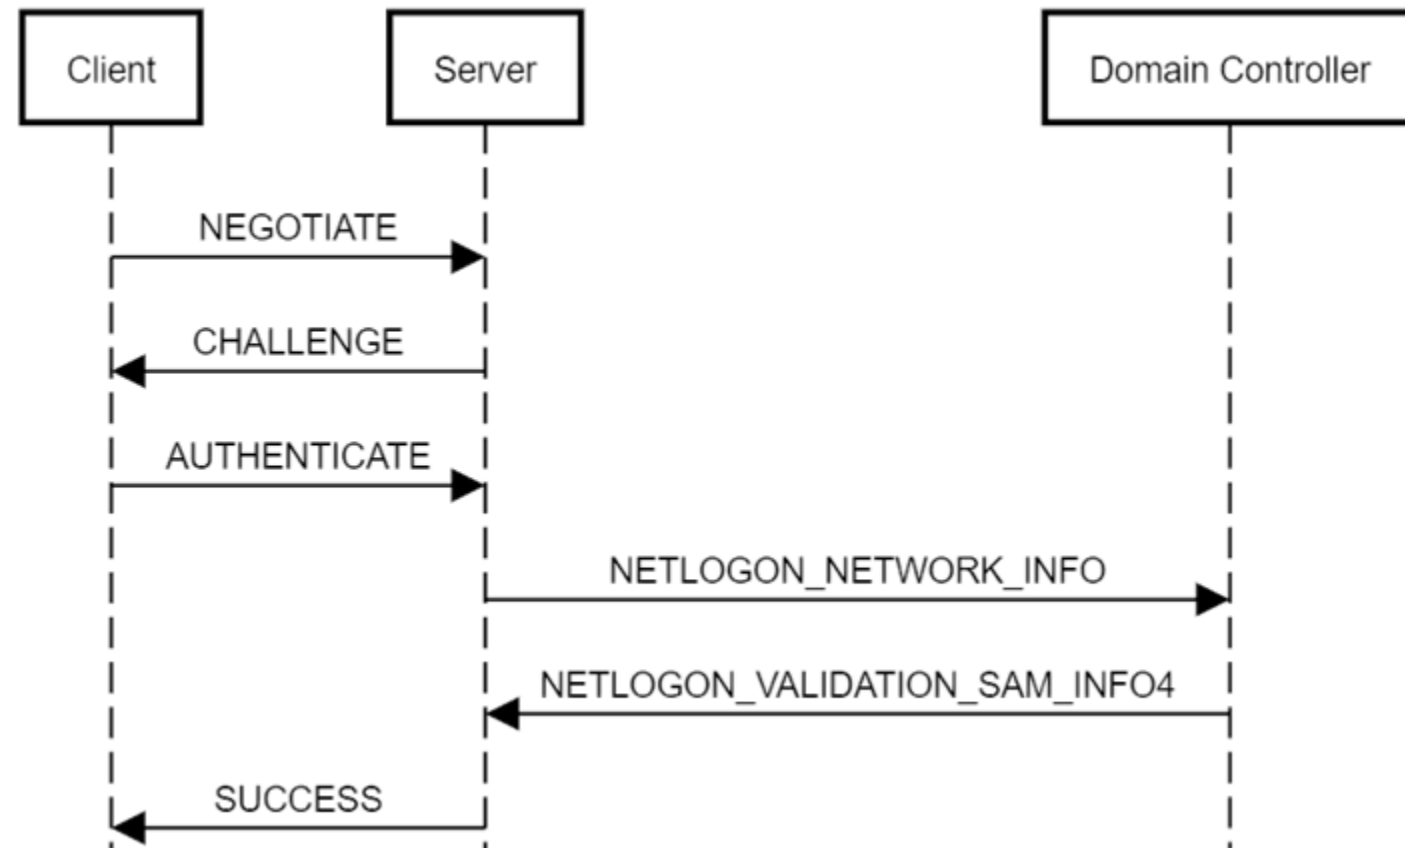 Client
Server
Domain Controller
NEGOTIATE
CHALLENGE
AUTHENTICATE
NETLOGON_NETWORK_INFO
NETLOGON_VALIDATION_SAM_INFO4
SUCCESS